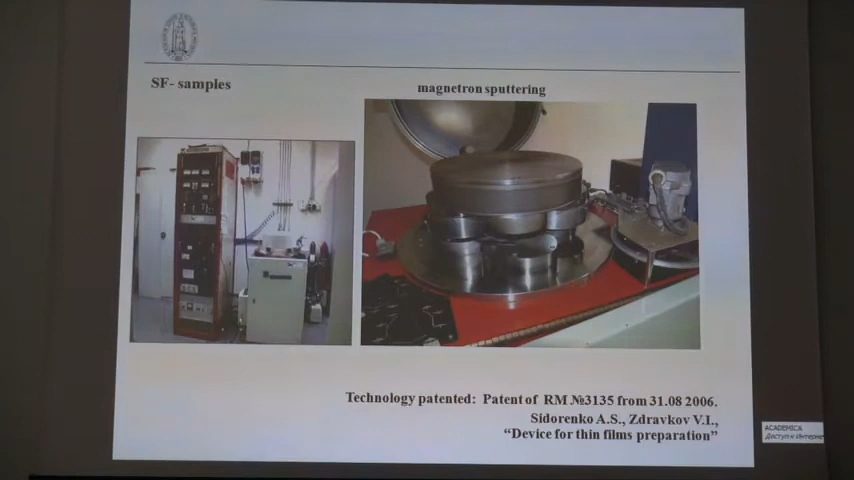 SF- samples
magnetron sputtering
Technology patented: Patent of RM №3135 from 31.08 2006.
Sidorenko A.S., Zdravkov V.I.,
“Device for thin films preparation”
ACADEMICA
Доступ к Интерне